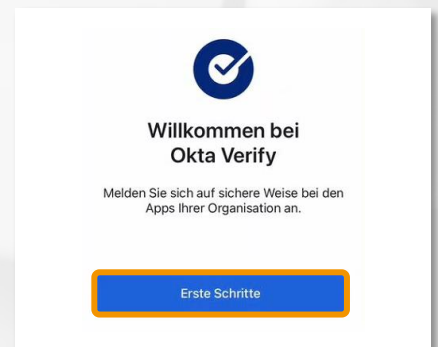 Willkommen bei
Okta Verify
Melden Sie sich auf sichere Weise bei den
Apps Ihrer Organisation an.
Erste Schritte